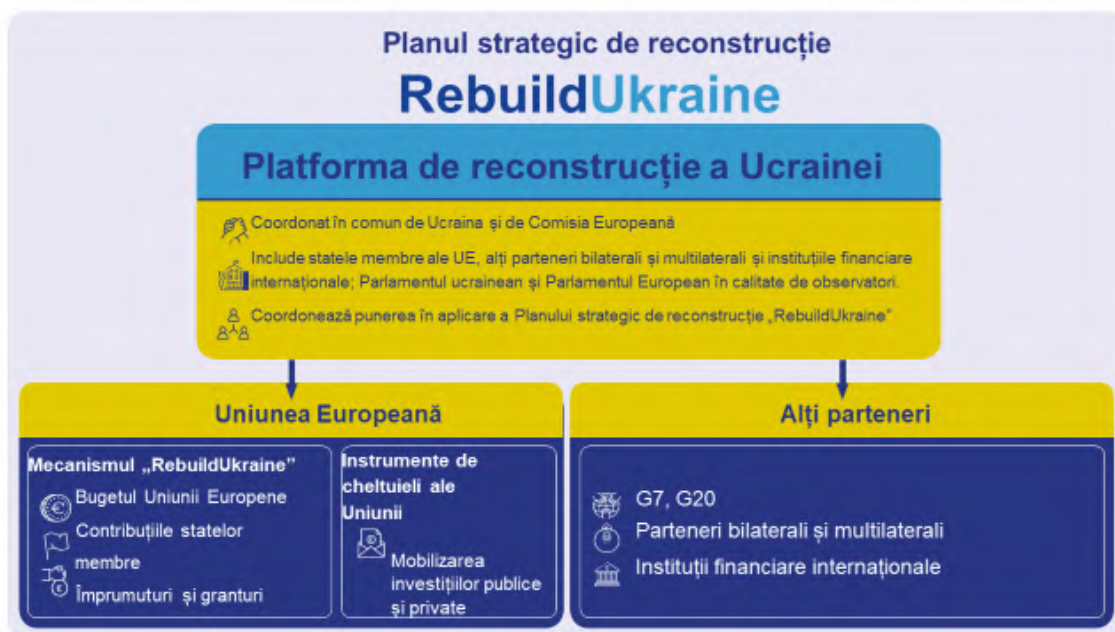 Planul strategic de reconstrucție
RebuildUkraine
Platforma de reconstrucție a Ucrainei
Coordonat în comun de Ucraina și de Comisia Europeană
Include statele membre ale UE, alți parteneri bilaterali și multilaterali și instituțiile financiare
internaționale; Parlamentul ucrainean și Parlamentul European în calitate de observatori.
Coordonează punerea în aplicare a Planului strategic de reconstrucție „RebuildUkraine”
Uniunea Europeană
Mecanismul „RebuildUkraine”
Bugetul Uniunii Europene
Contribuțiile statelor
membre
Împrumuturi și granturi
Instrumente de
cheltuieli ale
Uniunii
Mobilizarea
investițiilor publice
și private
Alți parteneri
G7, G20
Parteneri bilaterali și multilaterali
Instituții financiare internaționale